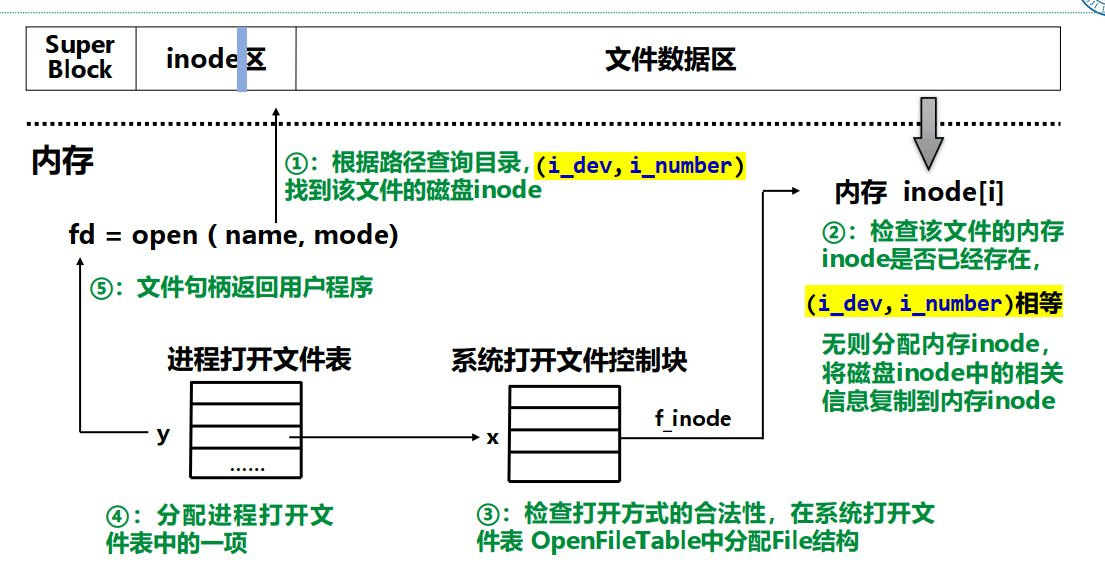 Super
Block
inode区
文件数据区
内存
①：根据路径查询目录，(i_dev, i_number)
找到该文件的磁盘inode
内存 inode[i]
fd = open ( name, mode)
②：检查该文件的内存
inode是否已经存在，
⑤：文件句柄返回用户程序
(i_dev, i_number)相等
无则分配内存inode，
将磁盘inode中的相关
信息复制到内存inode
进程打开文件表
系统打开文件控制块
f_inode
y
x
......
④：分配进程打开文
件表中的一项
③：检查打开方式的合法性，在系统打开文
件表 OpenFileTable中分配File结构